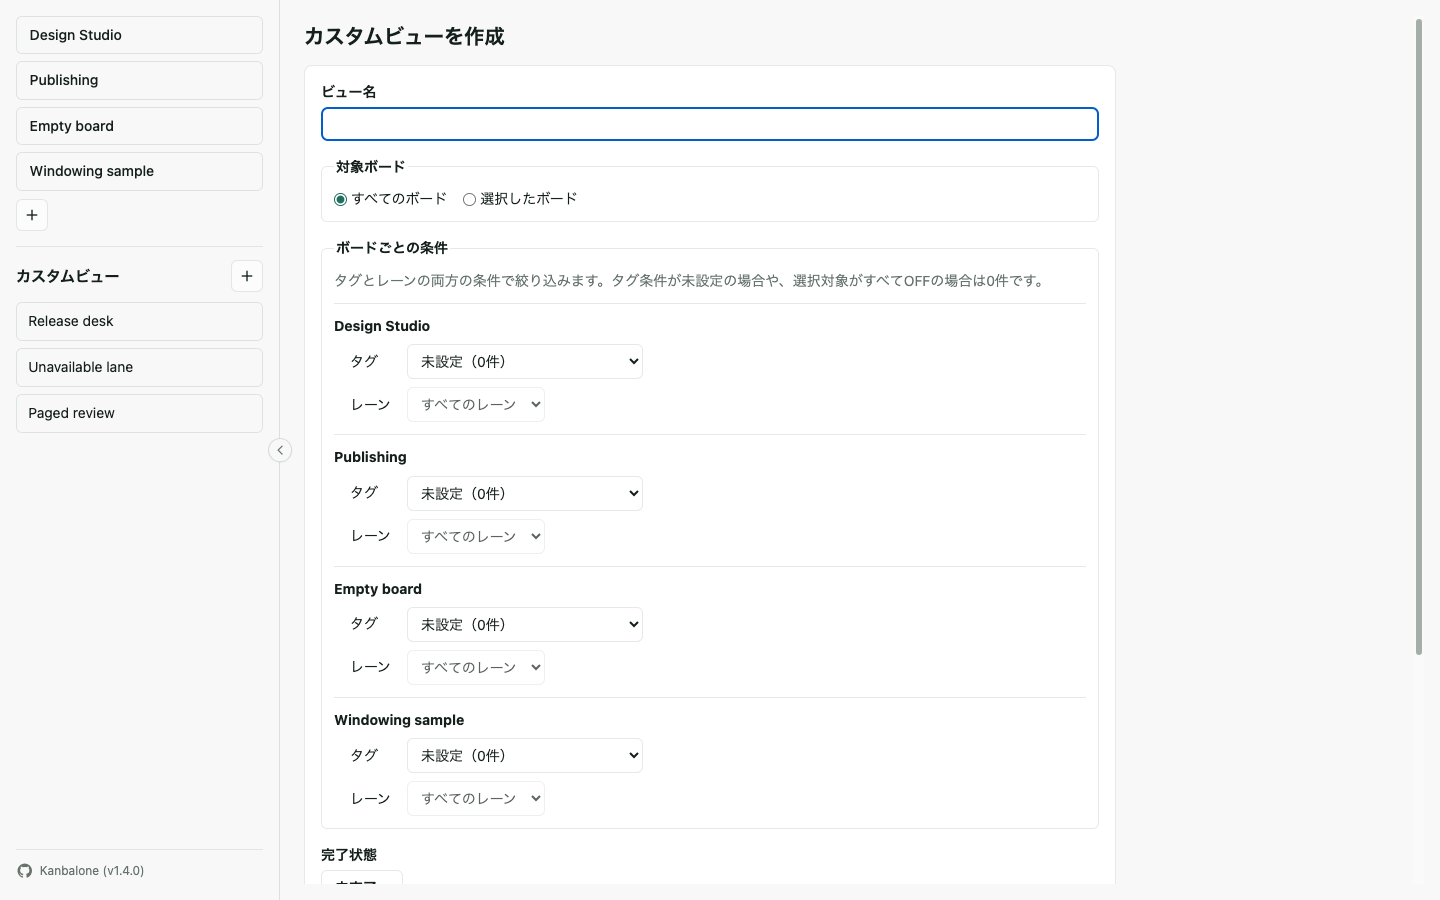 Design Studio
Publishing
Empty board
Windowing sample
カスタムビュー
Release desk
Unavailable lane
Paged review
Kanbalone (v1.4.0)
カスタムビューを作成
ビュー名
対象ボード
すべてのボード 選択したボード
ボードごとの条件
タグとレーンの両方の条件で絞り込みます。タグ条件が未設定の場合や、選択対象がすべてOFFの場合は0件です。
Design Studio
タグ 未設定（0件）
レーン すべてのレーン
Publishing
タグ 未設定（0件）
レーン すべてのレーン
Empty board
タグ 未設定（0件）
レーン すべてのレーン
Windowing sample
タグ 未設定（0件）
レーン すべてのレーン
完了状態